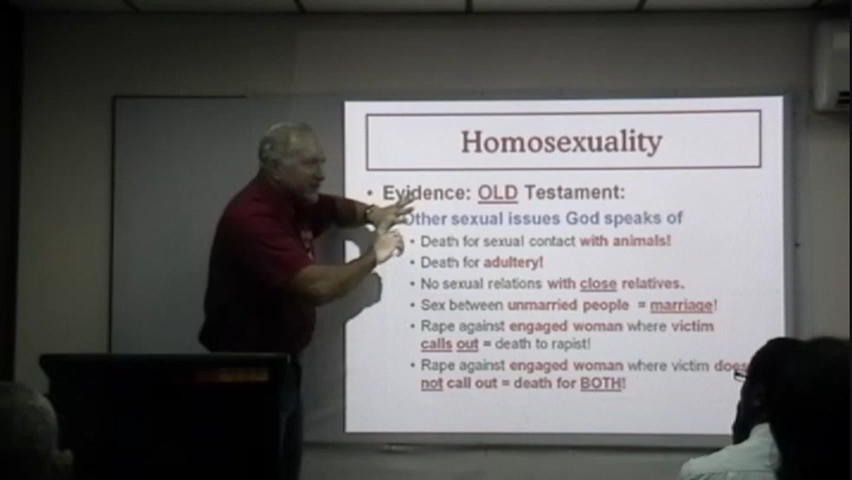 Homosexuality
• Evidence: OLD Testament:
Other sexual issues God speaks of
• Death for sexual contact with animals!
• Death for adultery!
• No sexual relations with close relatives.
• Sex between unmarried people = marriage!
• Rape against engaged woman where victim
calls out = death to rapist!
• Rape against engaged woman where victim does
not call out = death for BOTH!